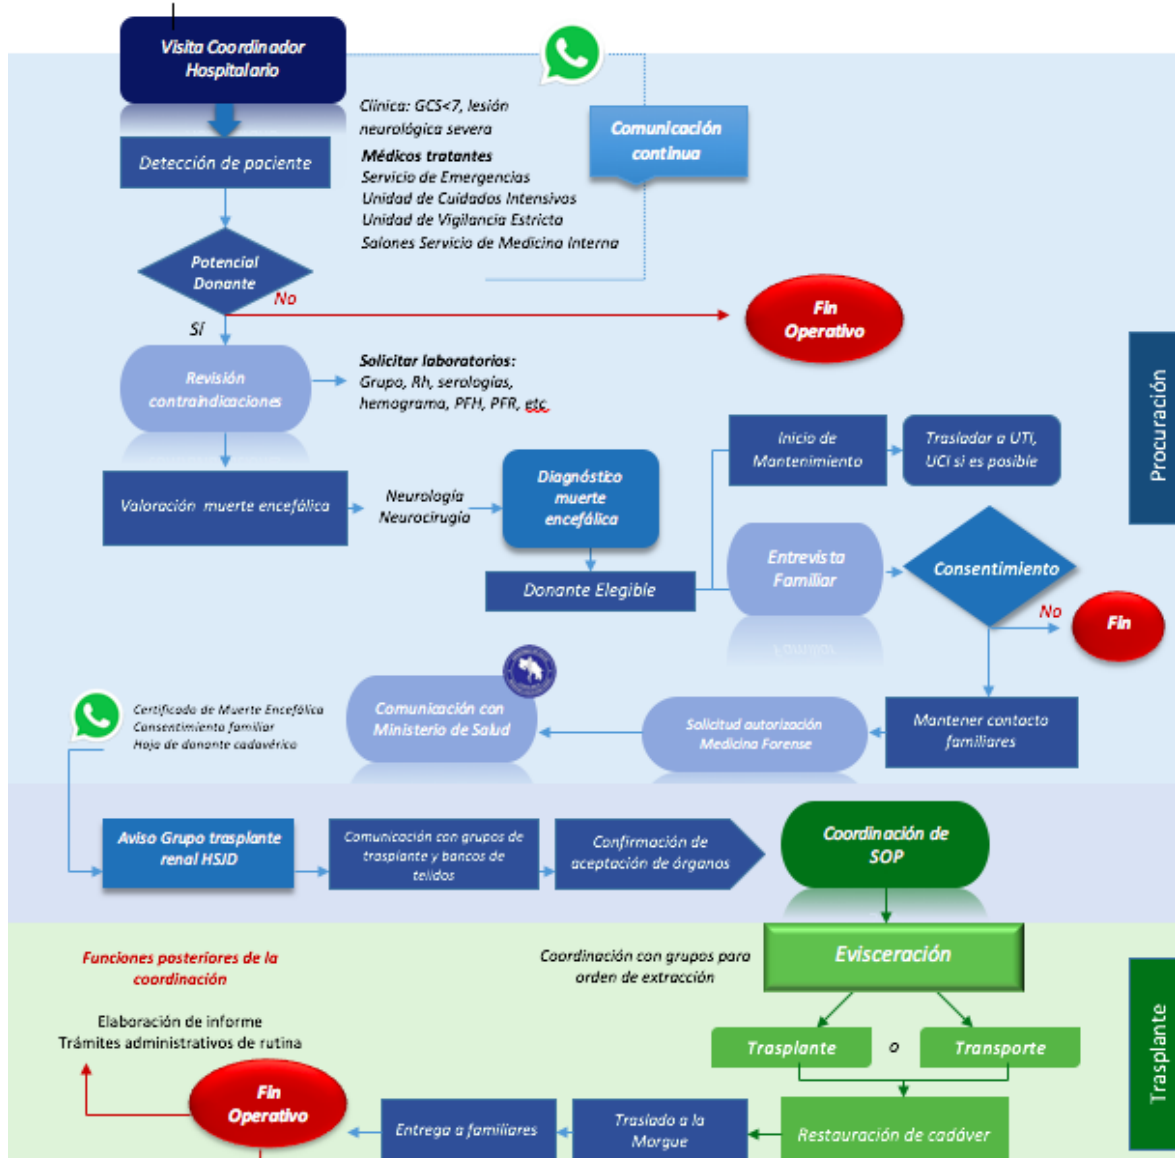 Visita Coordinador
Hospitalario
Clínica: GCS<7, lesión
neurológica severa
Comunicación
continua
Detección de paciente
Médicos tratantes
Servicio de Emergencias
Unidad de Cuidados Intensivos
Unidad de Vigilancia Estricta
Salones Servicio de Medicina Interna
Potencial
Donante
No
Sí
Fin
Operativo
Revisión
contraindicaciones
Solicitar laboratorios:
Grupo, Rh, serologías,
hemograma, PFH, PFR, etc.
Procuración
Inicio de
Mantenimiento
Trasladar a UTI,
UCI si es posible
Valoración muerte encefálica
Neurología
Neurocirugía
Diagnóstico
muerte
encefálica
Donante Elegible
Entrevista
Familiar
Consentimiento
No
Fin
Certificado de Muerte Encefálica
Consentimiento familiar
Hoja de donante cadavérico
Comunicación con
Ministerio de Salud
Solicitud autorización
Medicina Forense
Mantener contacto
familiares
Aviso Grupo trasplante
renal HSJD
Comunicación con grupos de
trasplante y bancos de
tejidos
Confirmación de
aceptación de órganos
Coordinación de
SOP
Funciones posteriores de la
coordinación
Elaboración de informe
Trámites administrativos de rutina
Coordinación con grupos para
orden de extracción
Evisceración
Trasplante
o
Transporte
Trasplante
Fin
Operativo
Entrega a familiares
Traslado a la
Morgue
Restauración de cadáver